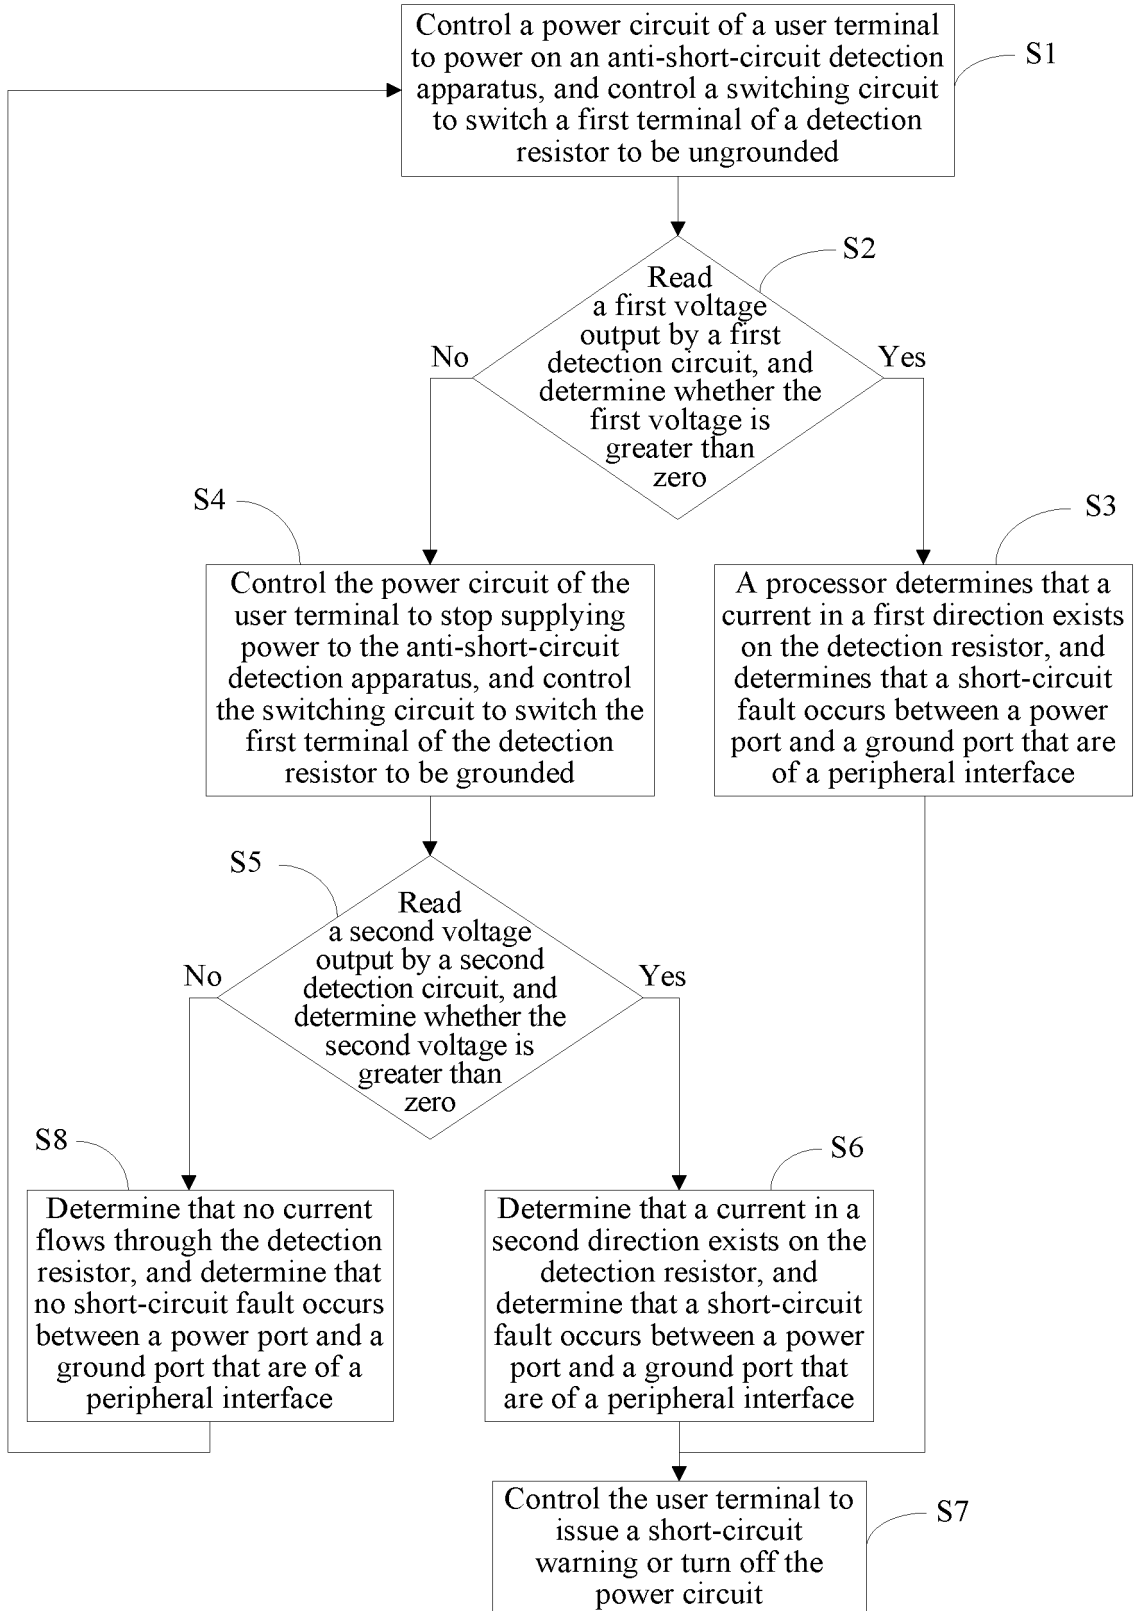 Control a power circuit of a user terminal
to power on an anti-short-circuit detection
apparatus, and control a switching circuit
to switch a first terminal of a detection
resistor to be ungrounded
S1
S2
Read
a first voltage
output by a first
detection circuit, and
determine whether the
first voltage is
greater than
zero
No
Yes
S4
Control the power circuit of the
user terminal to stop supplying
power to the anti-short-circuit
detection apparatus, and control
the switching circuit to switch the
first terminal of the detection
resistor to be grounded
S3
A processor determines that a
current in a first direction exists
on the detection resistor, and
determines that a short-circuit
fault occurs between a power
port and a ground port that are
of a peripheral interface
S5
Read
a second voltage
output by a second
detection circuit, and
determine whether the
second voltage is
greater than
zero
No
Yes
S8
Determine that no current
flows through the detection
resistor, and determine that
no short-circuit fault occurs
between a power port and a
ground port that are of a
peripheral interface
S6
Determine that a current in a
second direction exists on the
detection resistor, and
determine that a short-circuit
fault occurs between a power
port and a ground port that
are of a peripheral interface
Control the user terminal to
issue a short-circuit
warning or turn off the
power circuit
S7